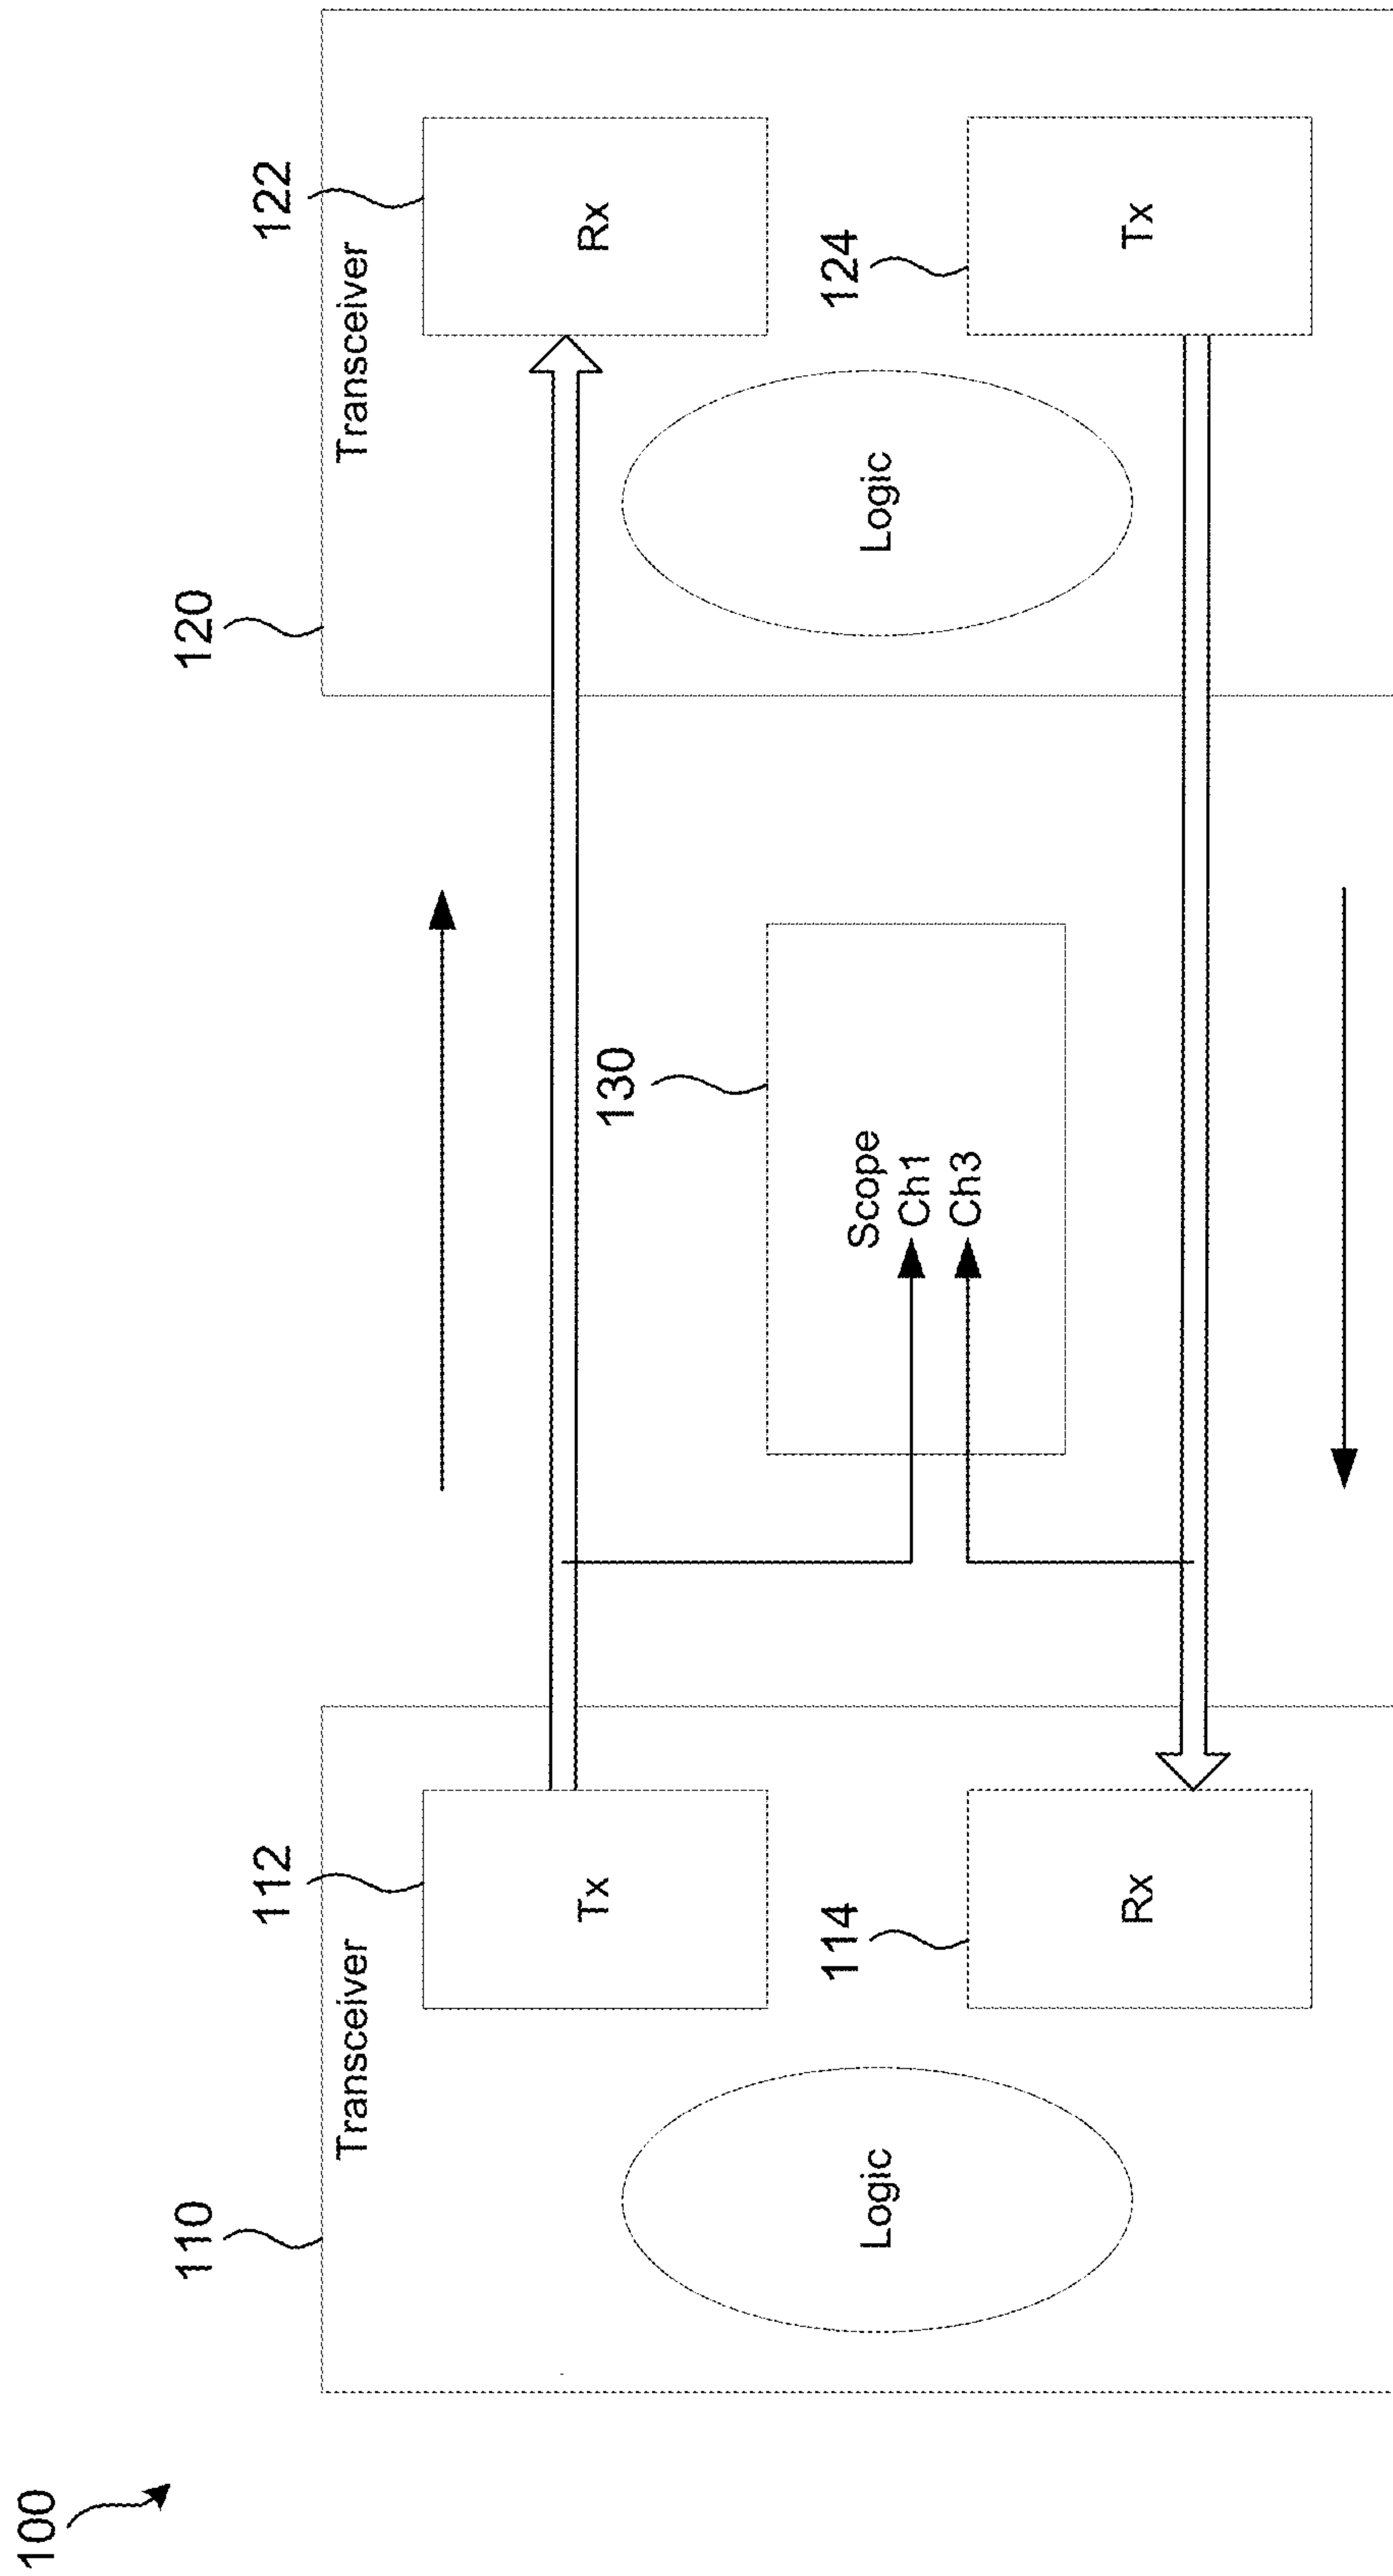 100
110
120
Transceiver
Transceiver
112
122
Tx
Rx
130
Scope
Ch1
Ch3
Logic
Logic
114
124
Rx
Tx